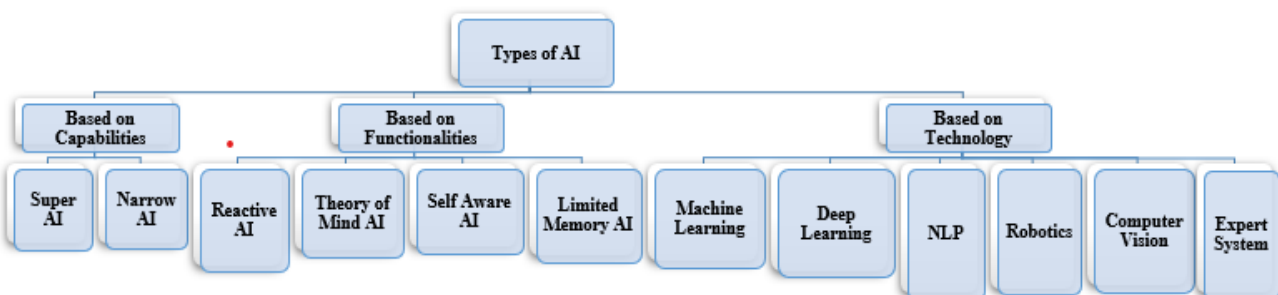 Types of AI
Based on
Capabilities
Based on
Functionalities
Based on
Technology
Super
AI
Narrow
AI
Reactive
AI
Theory of
Mind AI
Self Aware
AI
Limited
Memory AI
Machine
Learning
Deep
Learning
NLP
Robotics
Computer
Vision
Expert
System